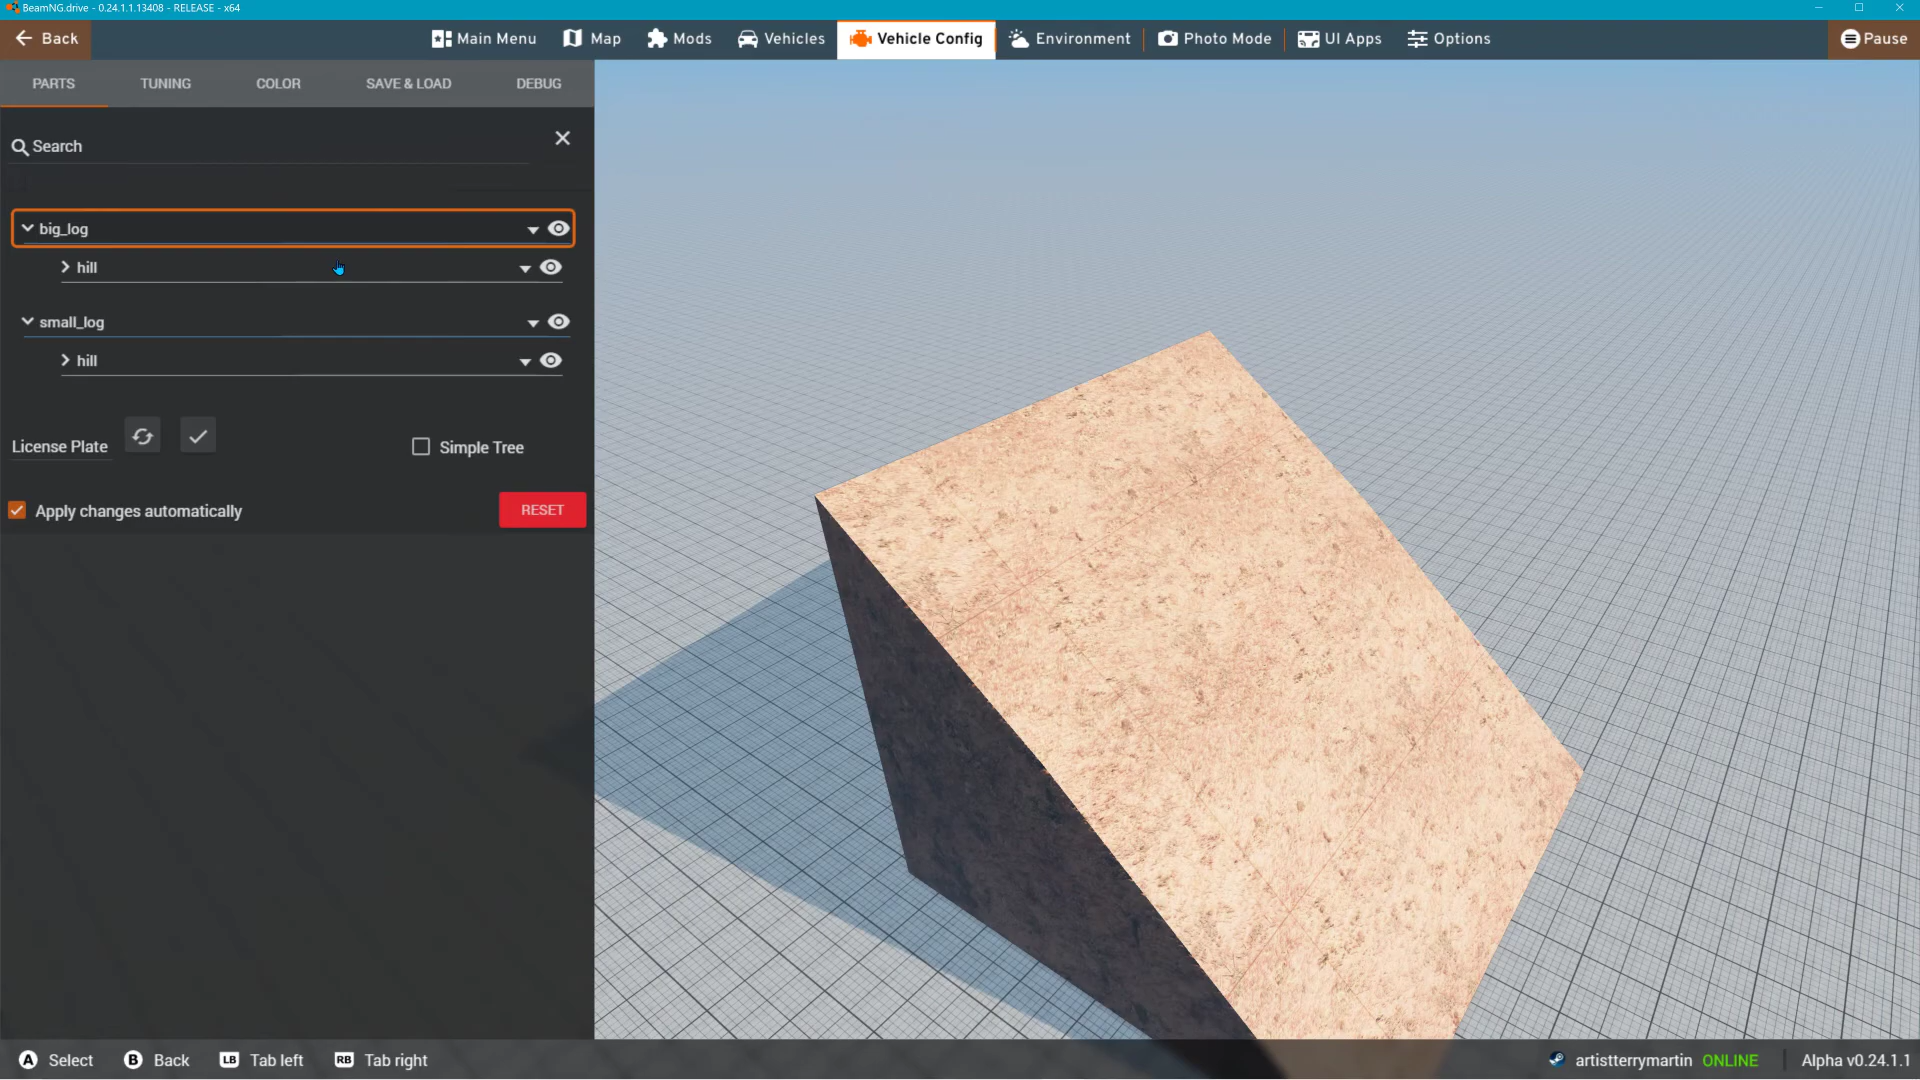 BeamNG.drive - 0.24.1.1.13408 - RELEASE - x64
Back
Main Menu
Map
Mods
Vehicles
Vehicle Config
Environment
Photo Mode
UI Apps
Options
Pause
PARTS
TUNING
COLOR
SAVE & LOAD
DEBUG
Search
big_log
hill
small_log
hill
License Plate
Simple Tree
Apply changes automatically
RESET
A Select
B Back
LB Tab left
RB Tab right
artistterrymartin ONLINE
Alpha v0.24.1.1